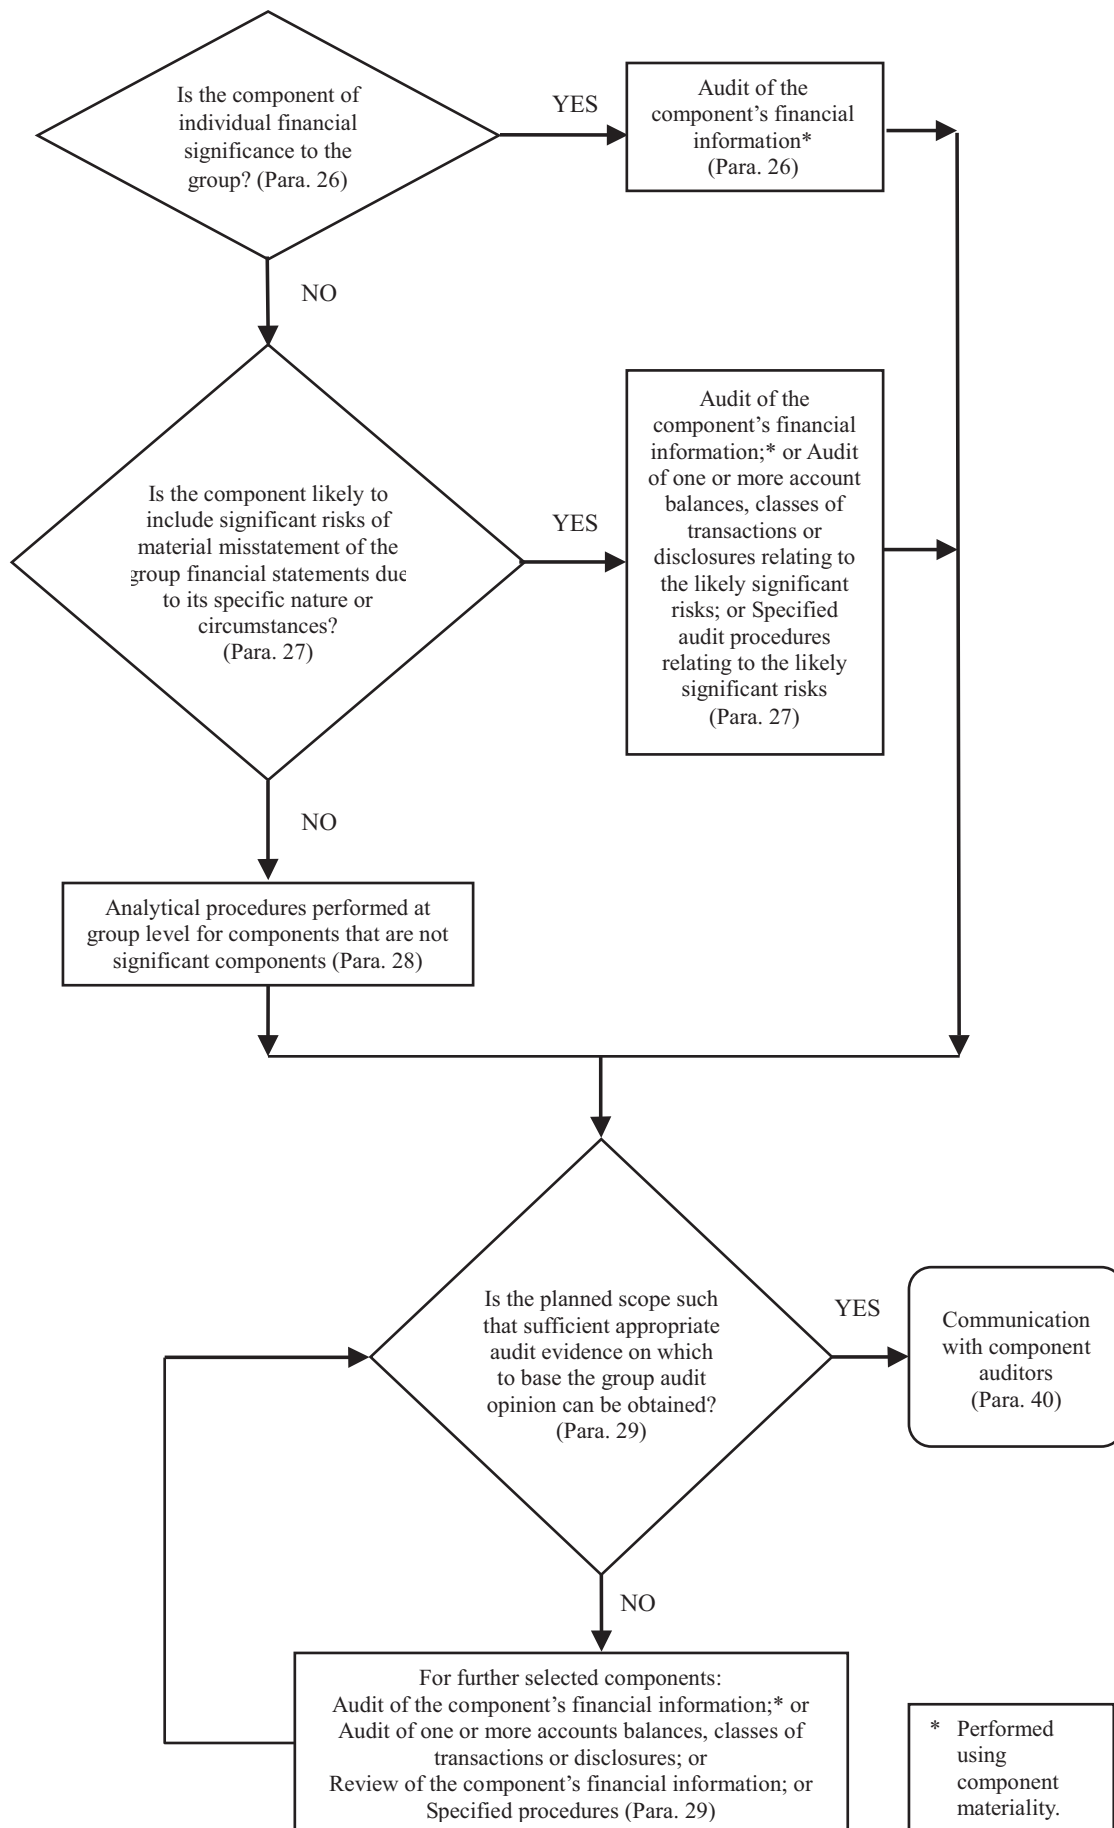 Is the component of
individual financial
significance to the
group? (Para. 26)
YES
Audit of the
component’s financial
information*
(Para. 26)
NO
Is the component likely to
include significant risks of
material misstatement of the
group financial statements due
to its specific nature or
circumstances?
(Para. 27)
YES
Audit of the
component’s financial
information;* or Audit
of one or more account
balances, classes of
transactions or
disclosures relating to
the likely significant
risks; or Specified
audit procedures
relating to the likely
significant risks
(Para. 27)
NO
Analytical procedures performed at
group level for components that are not
significant components (Para. 28)
Is the planned scope such
that sufficient appropriate
audit evidence on which
to base the group audit
opinion can be obtained?
(Para. 29)
YES
Communication
with component
auditors
(Para. 40)
NO
For further selected components:
Audit of the component’s financial information;* or
Audit of one or more accounts balances, classes of
transactions or disclosures; or
Review of the component’s financial information; or
Specified procedures (Para. 29)
* Performed
using
component
materiality.